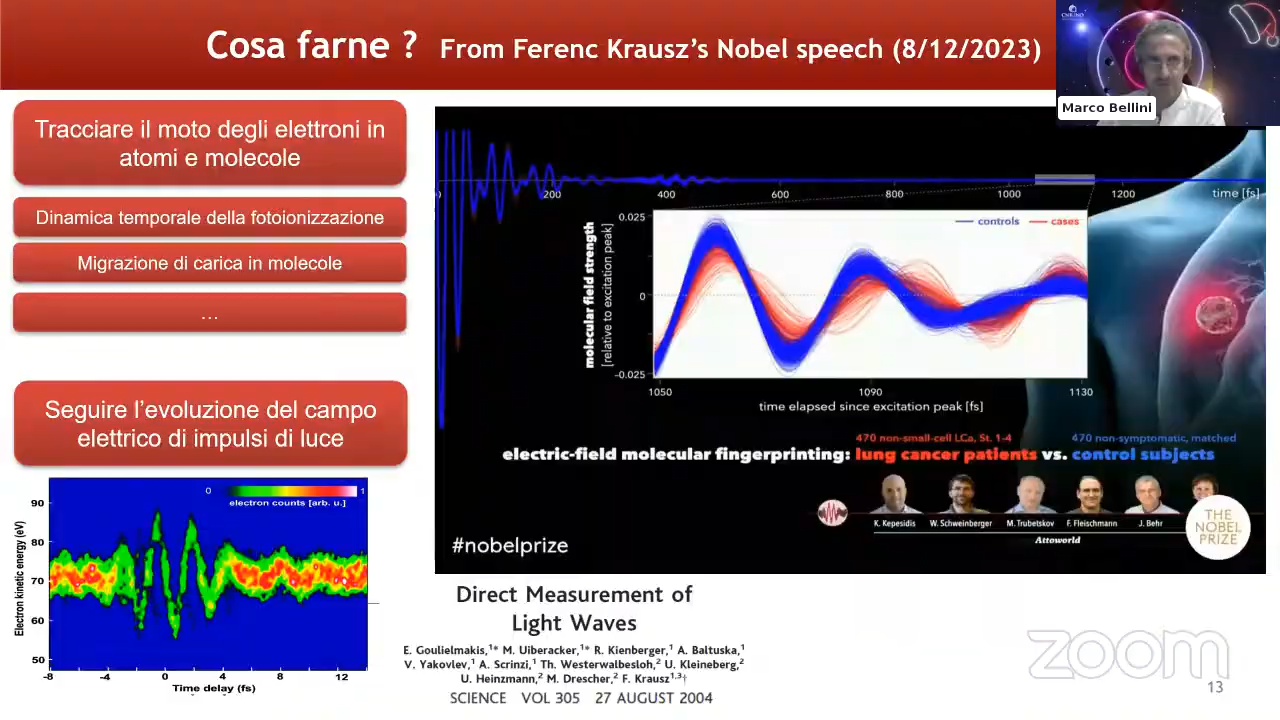 Cosa farne ? From Ferenc Krausz’s Nobel speech (8/12/2023)
Marco Bellini
Tracciare il moto degli elettroni in
atomi e molecole
Dinamica temporale della fotoionizzazione
Migrazione di carica in molecole
...
Seguire l’evoluzione del campo
elettrico di impulsi di luce
0 1
electron counts [arb. u.]
Electron kinetic energy (eV)
90
80
70
60
50
-8 -4 0 4 8 12
Time delay (fs)
200 400 600 800 1000 1200 time [fs]
molecular field strength
[relative to excitation peak]
0.025
0
-0.025
controls cases
1050 1090 1130
time elapsed since excitation peak [fs]
470 non-small-cell LCa, St. 1-4 470 non-symptomatic, matched
electric-field molecular fingerprinting: lung cancer patients vs. control subjects
K. Kepesidis W. Schweinberger M. Trubetskov F. Fleischmann J. Behr
Attoworld
THE
NOBEL
PRIZE
#nobelprize
Direct Measurement of
Light Waves
E. Goulielmakis,¹* M. Uiberacker,¹* R. Kienberger,¹ A. Baltuska,¹
V. Yakovlev,¹ A. Scrinzi,¹ Th. Westerwalbesloh,² U. Kleineberg,²
U. Heinzmann,² M. Drescher,² F. Krausz¹,³†
SCIENCE VOL 305 27 AUGUST 2004
zoom
13